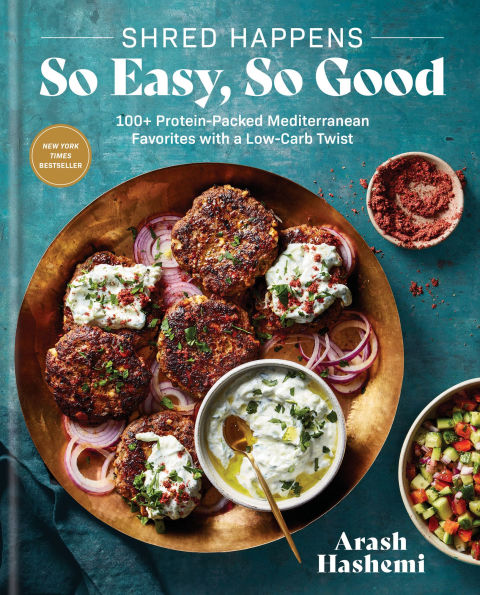 SHRED HAPPENS
So Easy, So Good
100+ Protein-Packed Mediterranean
Favorites with a Low-Carb Twist
NEW YORK
TIMES
BESTSELLER
Arash
Hashemi